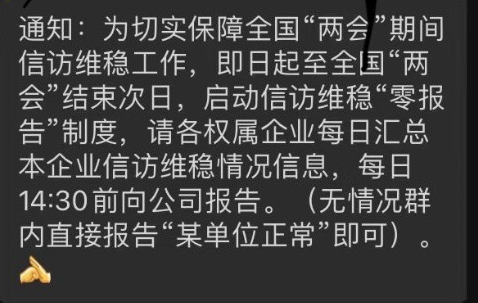 通知：为切实保障全国“两会”期间
信访维稳工作，即日起至全国“两
会”结束次日，启动信访维稳“零报
告”制度，请各权属企业每日汇总
本企业信访维稳情况信息，每日
14:30前向公司报告。（无情况群
内直接报告“某单位正常”即可）。